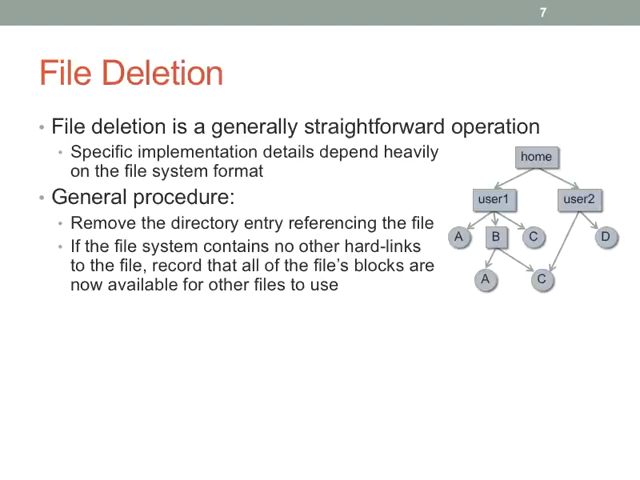 7
File Deletion
• File deletion is a generally straightforward operation
• Specific implementation details depend heavily
on the file system format
• General procedure:
• Remove the directory entry referencing the file
• If the file system contains no other hard-links
to the file, record that all of the file's blocks are
now available for other files to use
home
user1 user2
A B C D
A C